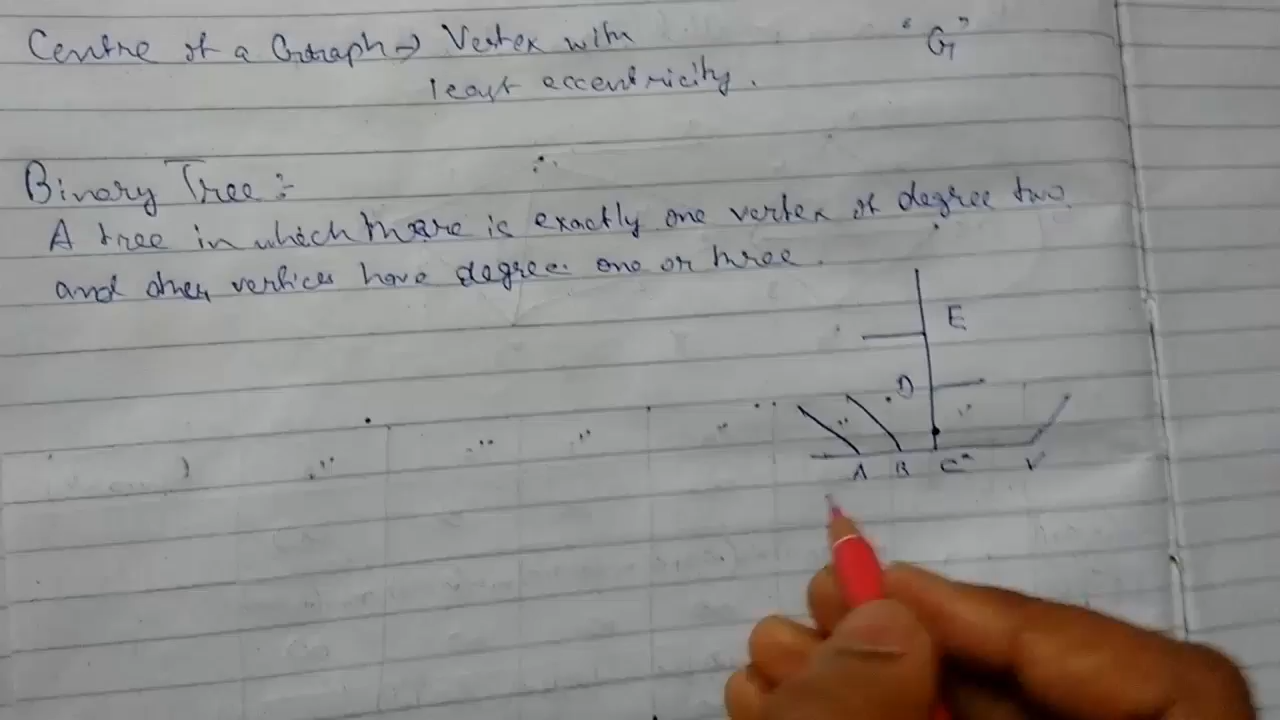 Centre of a Graph → Vertex with
least eccentricity.
"G"
Binary Tree :-
A tree in which there is exactly one vertex of degree two
and other vertices have degree one or three.
E
D
A B C V